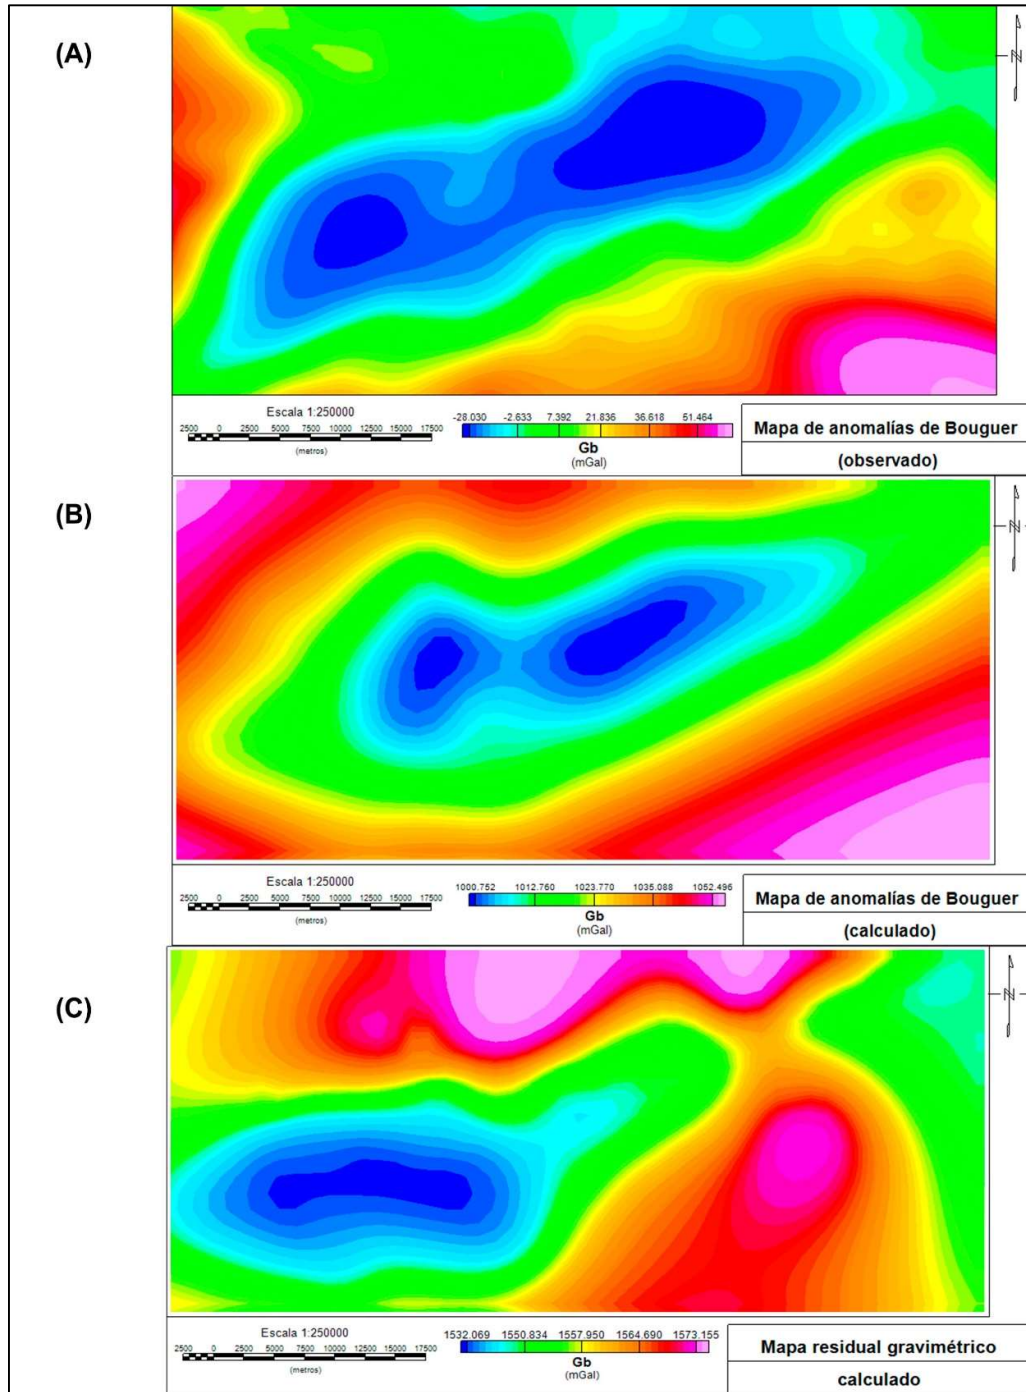 (A)
N
Escala 1:250000
2500 0 2500 5000 7500 10000 12500 15000 17500
(metros)
-28.030 -2.633 7.392 21.836 36.618 51.464
Gb
(mGal)
Mapa de anomalías de Bouguer
(observado)
(B)
N
Escala 1:250000
2500 0 2500 5000 7500 10000 12500 15000 17500
(metros)
1000.752 1012.760 1023.770 1035.088 1052.496
Gb
(mGal)
Mapa de anomalías de Bouguer
(calculado)
(C)
N
Escala 1:250000
2500 0 2500 5000 7500 10000 12500 15000 17500
(metros)
1532.069 1550.834 1557.950 1564.690 1573.155
Gb
(mGal)
Mapa residual gravimétrico
calculado